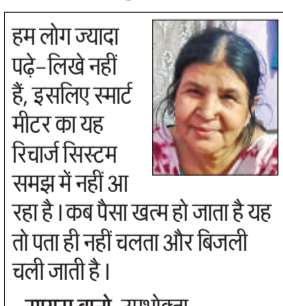 हम लोग ज्यादा
पढ़े-लिखे नहीं
हैं, इसलिए स्मार्ट
मीटर का यह
रिचार्ज सिस्टम
समझ में नहीं आ
रहा है । कब पैसा खत्म हो जाता है यह
तो पता ही नहीं चलता और बिजली
चली जाती है ।